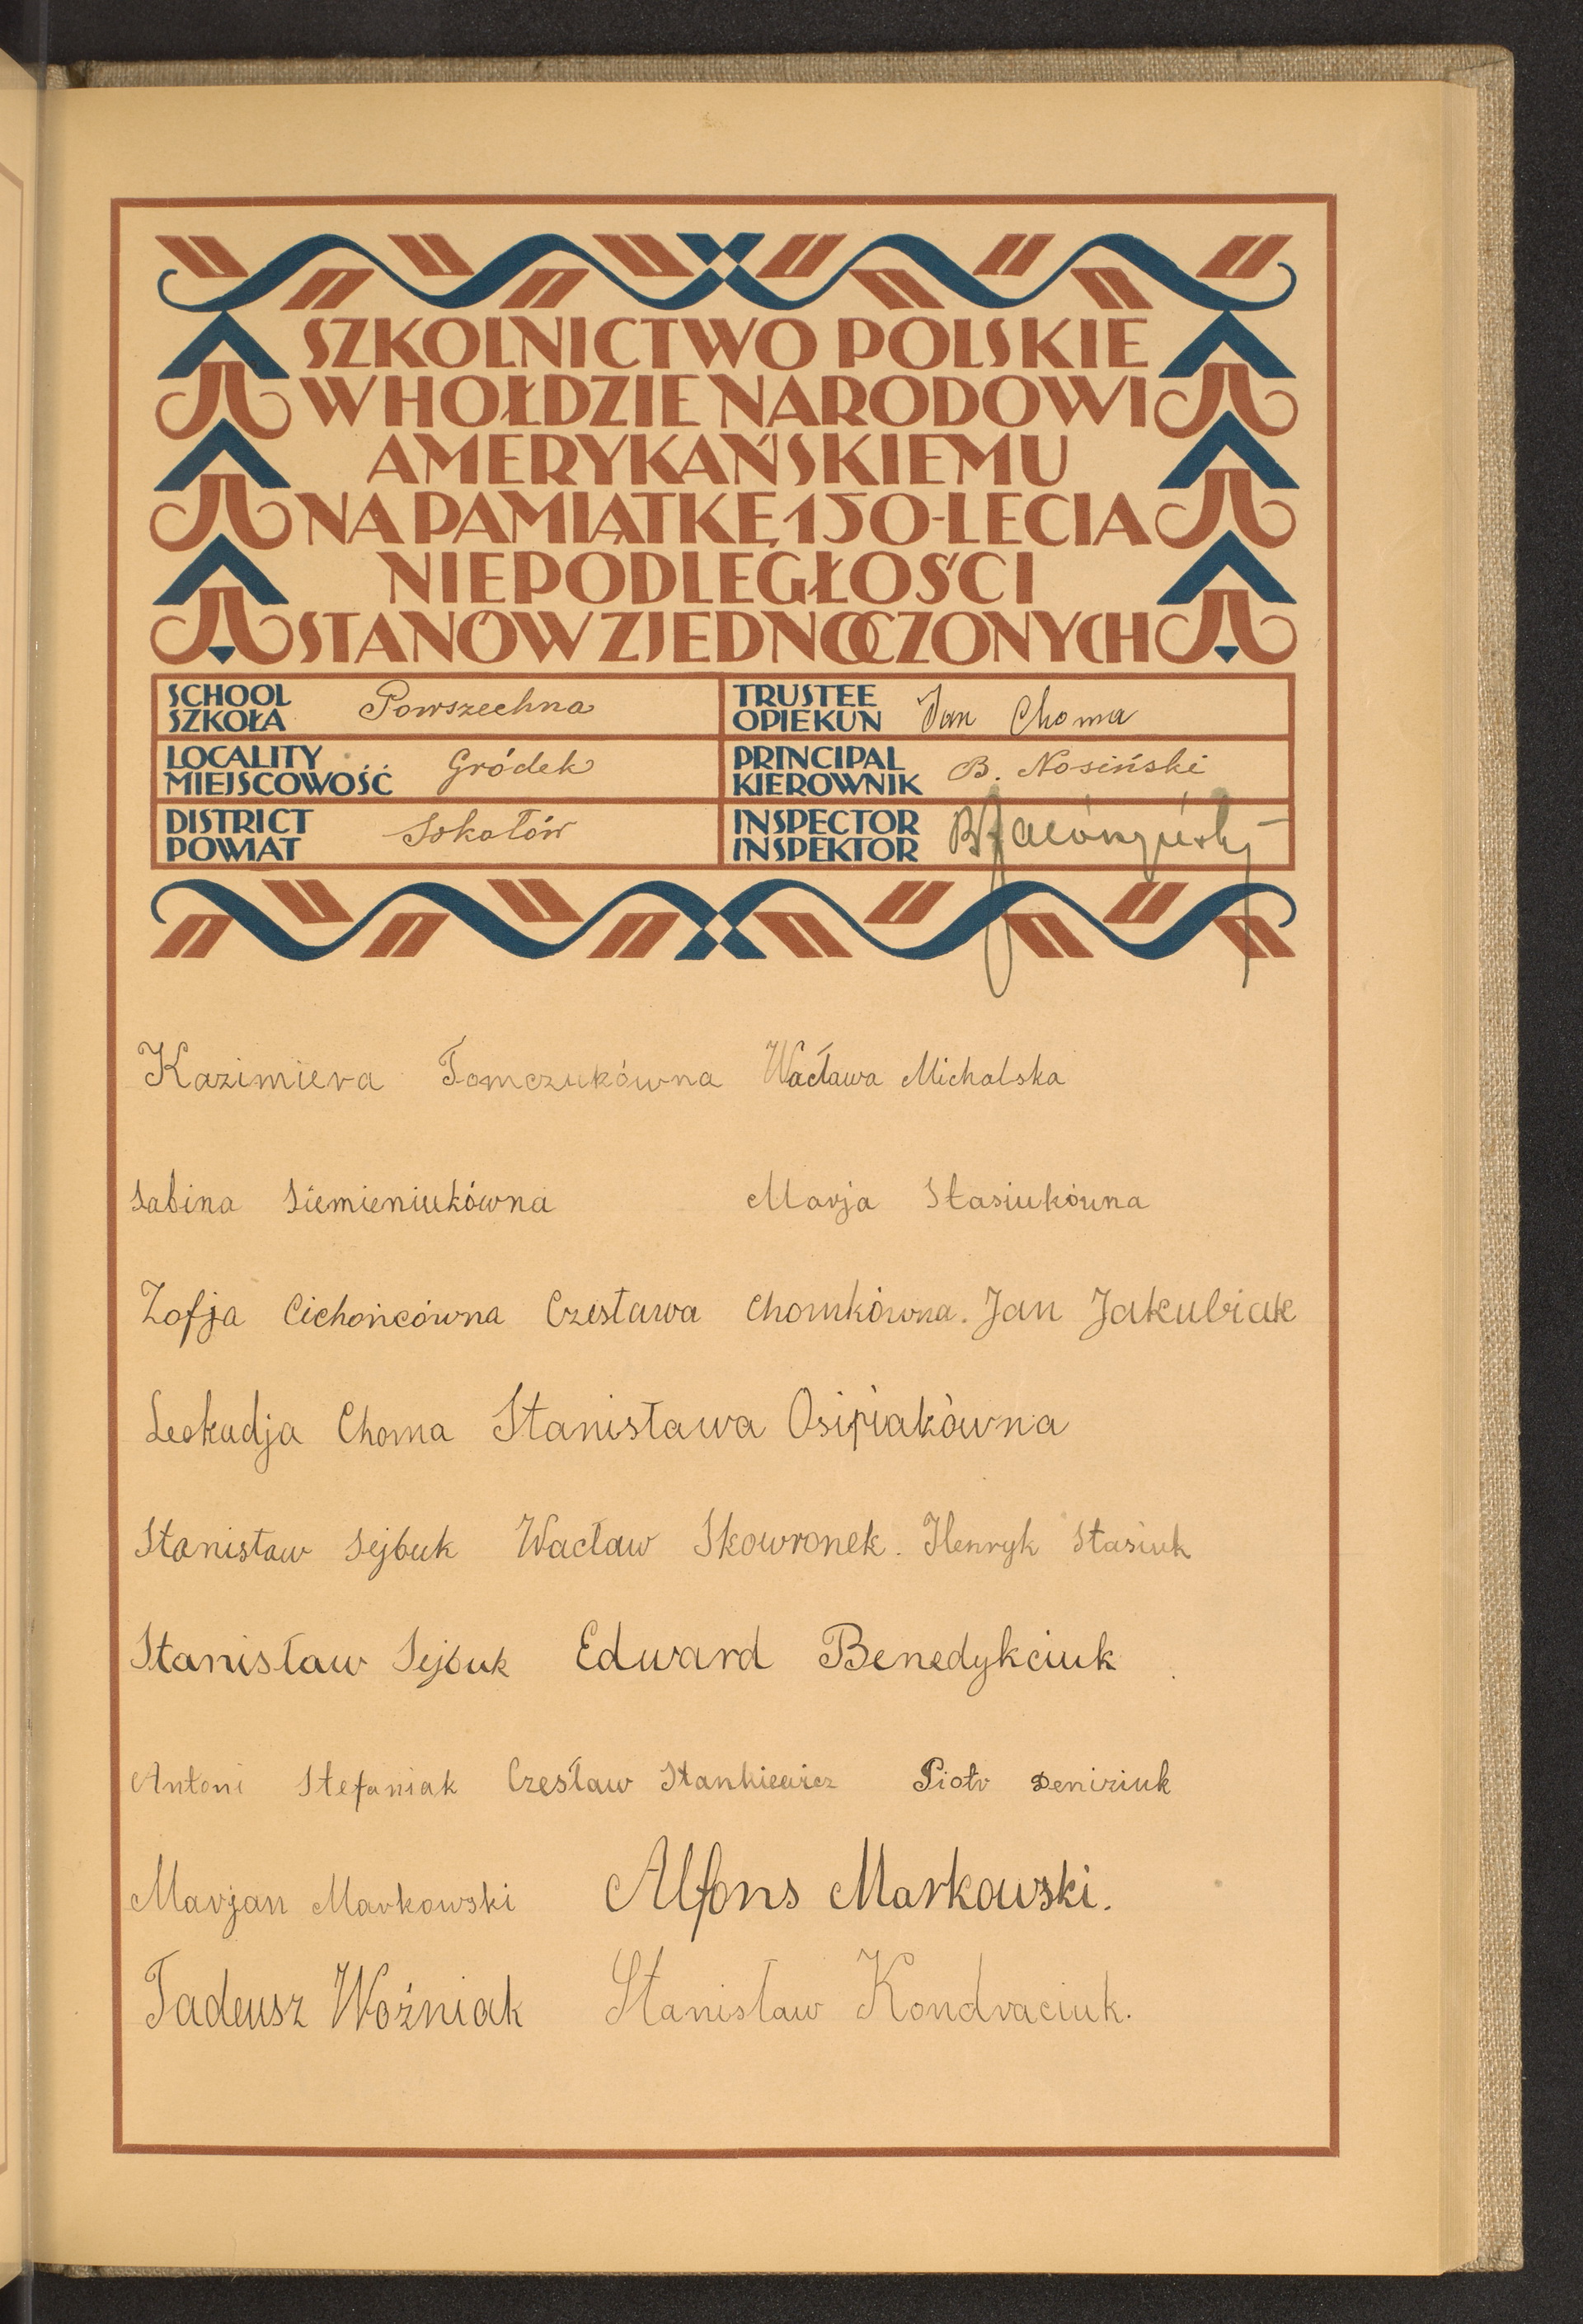 SZKOLNICTWO POLSKIE
W HOŁDZIE NARODOWI
AMERYKAŃSKIEMU
NA PAMIĄTKĘ 150-LECIA
NIEPODLEGŁOŚCI
STANÓW ZJEDNOCZONYCH
SCHOOL
SZKOŁA Powszechna
TRUSTEE
OPIEKUN Jan Choma
LOCALITY
MIEJSCOWOŚĆ Gródek
PRINCIPAL
KIEROWNIK B. Nosiński
DISTRICT
POWIAT Sokołów
INSPECTOR
INSPEKTOR
Kazimiera Tomczukówna Wacława Michalska
Sabina Siemieniukówna Marja Stasiukówna
Zofja Cichońcówna Czesława Chomkówna. Jan Jakubiak
Leokadja Choma Stanisława Osipiakówna
Stanisław Sejbuk Wacław Skowronek. Henryk Stasiuk
Stanisław Sejbuk Edward Benedykciuk
Antoni Stefaniak Czesław Stankiewicz Piotr
Marjan Markowski Alfons Markowski.
Tadeusz Woźniak Stanisław Kondraciuk.